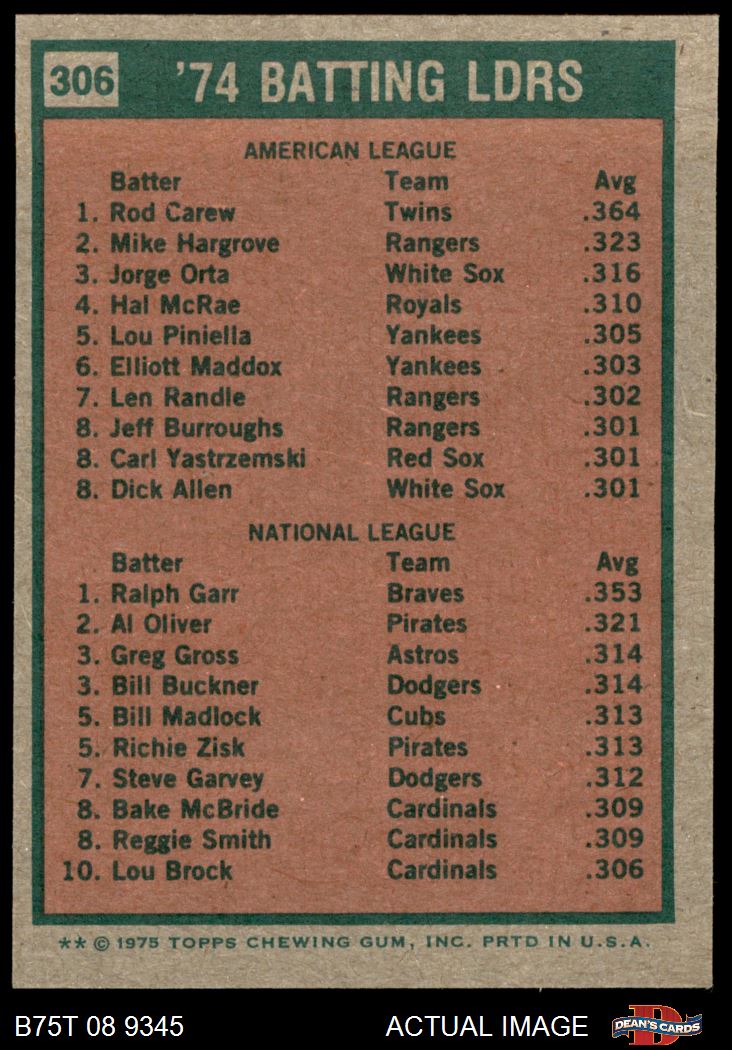 306 '74 BATTING LDRS
AMERICAN LEAGUE
Batter Team Avg
1. Rod Carew Twins .364
2. Mike Hargrove Rangers .323
3. Jorge Orta White Sox .316
4. Hal McRae Royals .310
5. Lou Piniella Yankees .305
6. Elliott Maddox Yankees .303
7. Len Randle Rangers .302
8. Jeff Burroughs Rangers .301
8. Carl Yastrzemski Red Sox .301
8. Dick Allen White Sox .301
NATIONAL LEAGUE
Batter Team Avg
1. Ralph Garr Braves .353
2. Al Oliver Pirates .321
3. Greg Gross Astros .314
3. Bill Buckner Dodgers .314
5. Bill Madlock Cubs .313
5. Richie Zisk Pirates .313
7. Steve Garvey Dodgers .312
8. Bake McBride Cardinals .309
8. Reggie Smith Cardinals .309
10. Lou Brock Cardinals .306
** © 1975 TOPPS CHEWING GUM, INC. PRTD IN U.S.A.
B75T 08 9345 ACTUAL IMAGE D DEAN'S CARDS